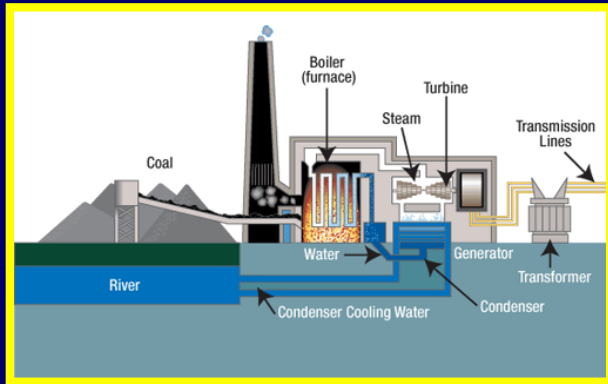 Boiler
(furnace)
Turbine
Steam
Transmission
Lines
Coal
Water
Generator
River
Transformer
Condenser
Condenser Cooling Water